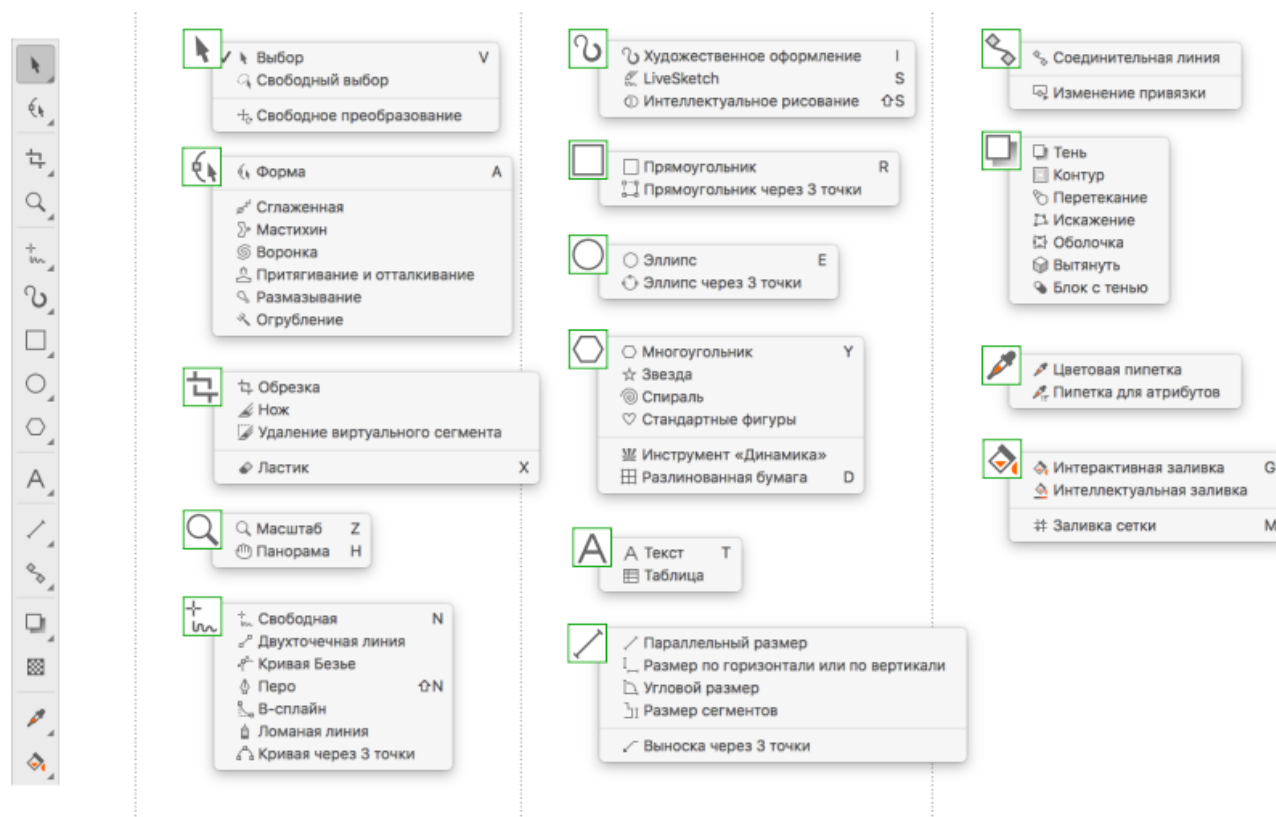 Выбор V
Свободный выбор
Свободное преобразование
Форма A
Сглаженная
Мастихин
Воронка
Притягивание и отталкивание
Размазывание
Огрубление
Обрезка
Нож
Удаление виртуального сегмента
Ластик X
Масштаб Z
Панорама H
Свободная N
Двухточечная линия
Кривая Безье
Перо ⇧N
В-сплайн
Ломаная линия
Кривая через 3 точки
Художественное оформление I
LiveSketch S
Интеллектуальное рисование ⇧S
Прямоугольник R
Прямоугольник через 3 точки
Эллипс E
Эллипс через 3 точки
Многоугольник Y
Звезда
Спираль
Стандартные фигуры
Инструмент «Динамика»
Разлинованная бумага D
Текст T
Таблица
Параллельный размер
Размер по горизонтали или по вертикали
Угловой размер
Размер сегментов
Выноска через 3 точки
Соединительная линия
Изменение привязки
Тень
Контур
Перетекание
Искажение
Оболочка
Вытянуть
Блок с тенью
Цветовая пипетка
Пипетка для атрибутов
Интерактивная заливка G
Интеллектуальная заливка
Заливка сетки M